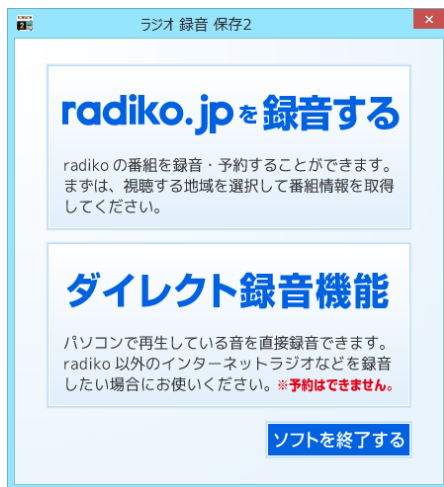 ラジオ 録音 保存2
radiko.jpを録音する
radiko の番組を録音・予約することができます。
まずは、視聴する地域を選択して番組情報を取得
してください。
ダイレクト録音機能
パソコンで再生している音を直接録音できます。
radiko 以外のインターネットラジオなどを録音
したい場合にお使いください。※予約はできません。
ソフトを終了する